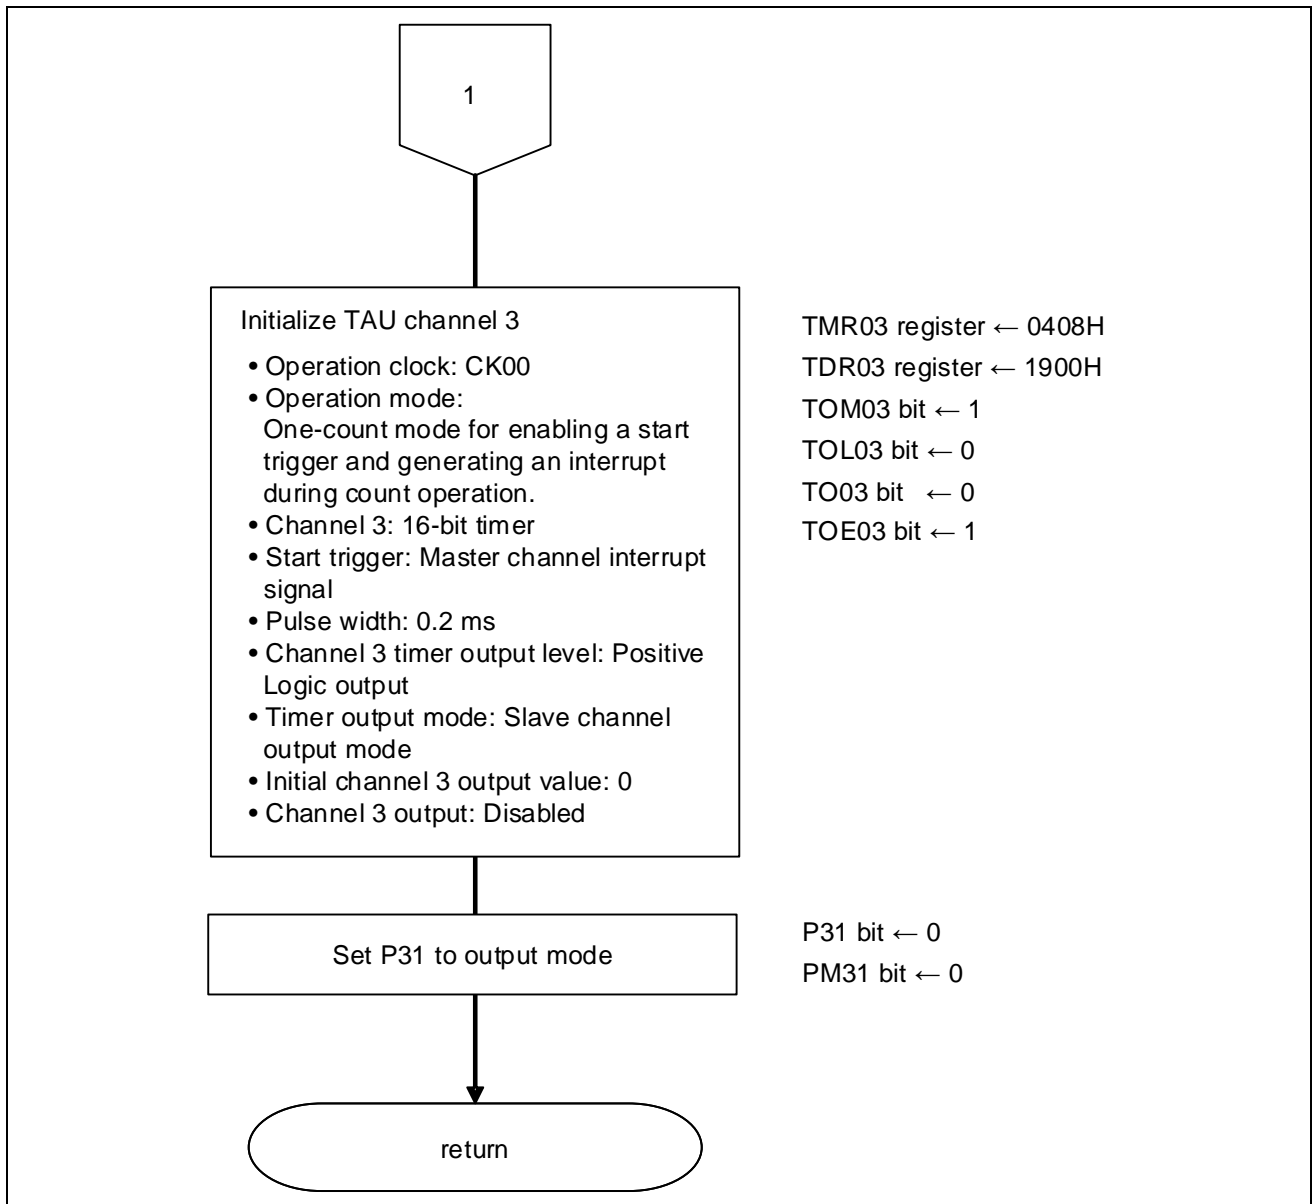 1
Initialize TAU channel 3
• Operation clock: CK00
• Operation mode:
One-count mode for enabling a start
trigger and generating an interrupt
during count operation.
• Channel 3: 16-bit timer
• Start trigger: Master channel interrupt
signal
• Pulse width: 0.2 ms
• Channel 3 timer output level: Positive
Logic output
• Timer output mode: Slave channel
output mode
• Initial channel 3 output value: 0
• Channel 3 output: Disabled
TMR03 register ← 0408H
TDR03 register ← 1900H
TOM03 bit ← 1
TOL03 bit ← 0
TO03 bit ← 0
TOE03 bit ← 1
Set P31 to output mode
P31 bit ← 0
PM31 bit ← 0
return